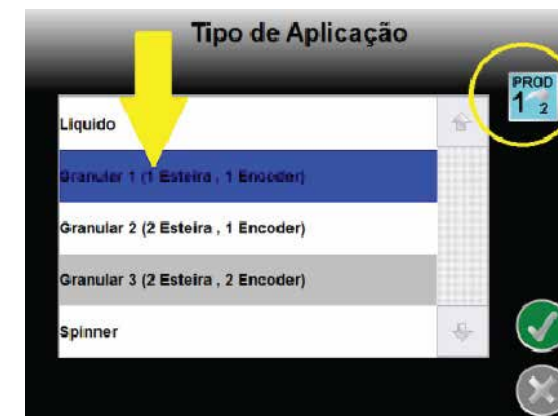 Tipo de Aplicação
PROD
1 2
Liquido
Granular 1 (1 Esteira , 1 Encoder)
Granular 2 (2 Esteira , 1 Encoder)
Granular 3 (2 Esteira , 2 Encoder)
Spinner